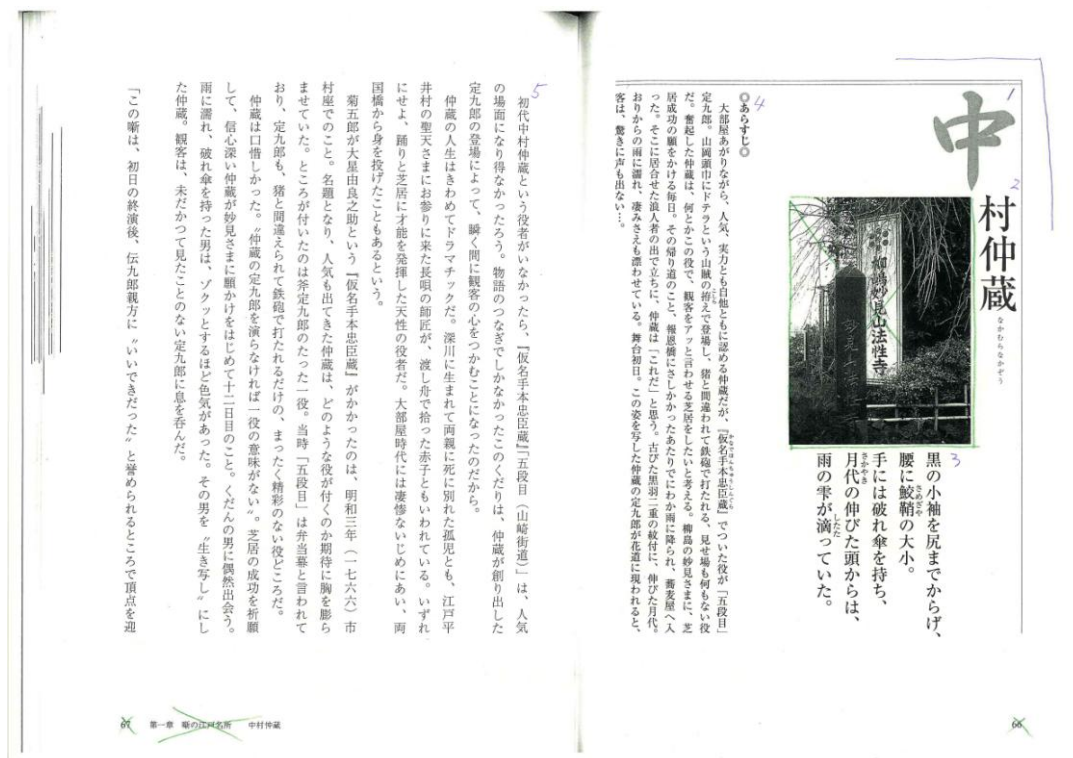 1
中
2
村仲蔵
なかむらなかぞう
柳嶋妙見山法性寺
3
黒の小袖を尻までからげ、
腰に鮫鞘の大小。
さめざや
手には破れ傘を持ち、
月代の伸びた頭からは、
さかやき
雨の雫が滴っていた。
したた
4
◎あらすじ◎
大部屋あがりながら、人気、実力とも自他ともに認める仲蔵だが、『仮名手本忠臣蔵』でついた役が「五段目」
かなでほんちゅうしんぐら
定九郎。山岡頭巾にドテラという山賊の拵えで登場し、猪と間違われて鉄砲で打たれる、見せ場も何もない役
だ。奮起した仲蔵は、何とかこの役で、観客をアッと言わせる芝居をしたいと考える。柳島の妙見さまに、芝
居成功の願をかける毎日。その帰り道のこと、報恩橋にさしかかったあたりでにわか雨に降られ、蕎麦屋へ入
った。そこに居合せた浪人者の出で立ちに、仲蔵は「これだ」と思う。古びた黒羽二重の紋付に、伸びた月代。
おりからの雨に濡れ、凄みさえも漂わせている。舞台初日。この姿を写した仲蔵の定九郎が花道に現われると、
客は、驚きに声も出ない…。
66
5
初代中村仲蔵という役者がいなかったら、『仮名手本忠臣蔵』「五段目（山崎街道）」は、人気
の場面になり得なかったろう。物語のつなぎでしかなかったこのくだりは、仲蔵が創り出した
定九郎の登場によって、瞬く間に観客の心をつかむことになったのだから。
仲蔵の人生はきわめてドラマチックだ。深川に生まれて両親に死に別れた孤児とも、江戸平
井村の聖天さまにお参りに来た長唄の師匠が、渡し舟で拾った赤子ともいわれている。いずれ
にせよ、踊りと芝居に才能を発揮した天性の役者だ。大部屋時代には凄惨ないじめにあい、両
国橋から身を投げたこともあるという。
菊五郎が大星由良之助という『仮名手本忠臣蔵』がかかったのは、明和三年（一七六六）市
村座でのこと。名題となり、人気も出てきた仲蔵は、どのような役が付くのか期待に胸を膨ら
ませていた。ところが付いたのは斧定九郎のたった一役。当時「五段目」は弁当幕と言われて
おり、定九郎も、猪と間違えられて鉄砲で打たれるだけの、まったく精彩のない役どころだ。
仲蔵は口惜しかった。〝仲蔵の定九郎を演らなければ一役の意味がない〟。芝居の成功を祈願
して、信心深い仲蔵が妙見さまに願かけをはじめて十二日目のこと。くだんの男に偶然出会う。
雨に濡れ、破れ傘を持った男は、ゾクッとするほど色気があった。その男を〝生き写し〟にし
た仲蔵。観客は、未だかつて見たことのない定九郎に息を呑んだ。
「この噺は、初日の終演後、伝九郎親方に〝いいできだった〟と誉められるところで頂点を迎
67 第一章 噺の江戸名所 中村仲蔵